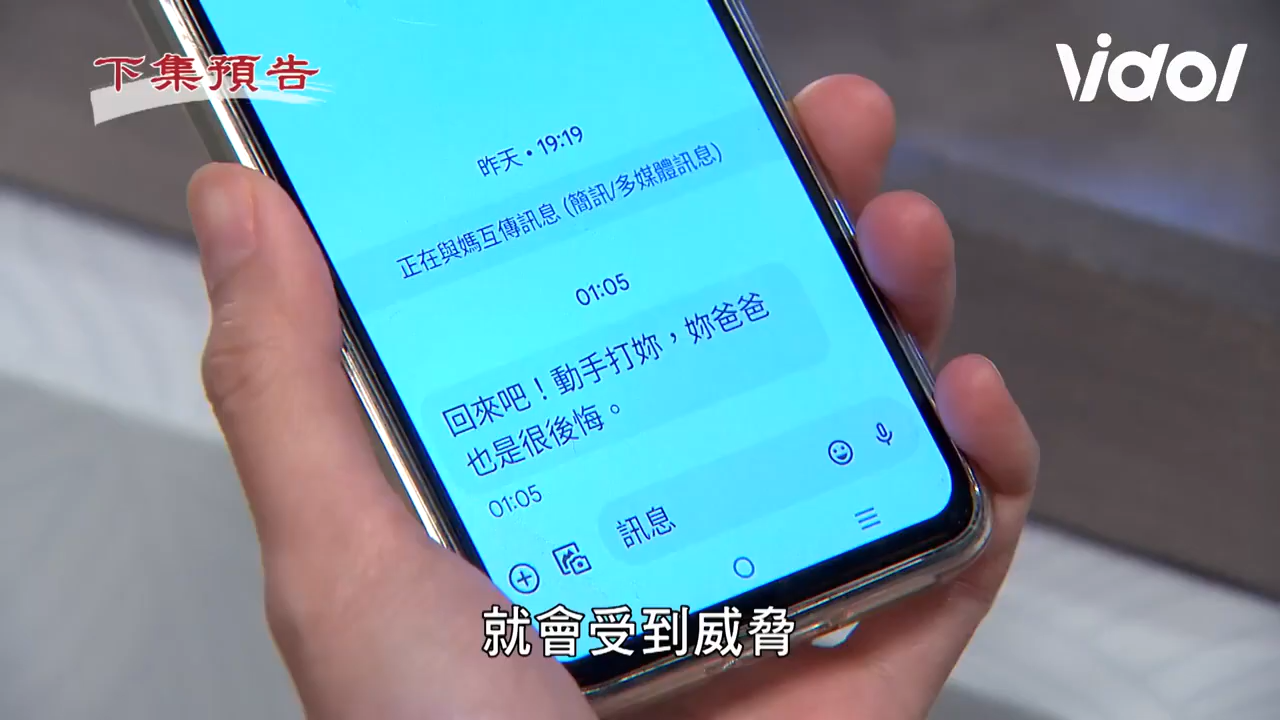 下集預告
Vidol
昨天 • 19:19
正在與媽互傳訊息 (簡訊/多媒體訊息)
01:05
回來吧！動手打妳，妳爸爸
也是很後悔。
01:05
訊息
就會受到威脅